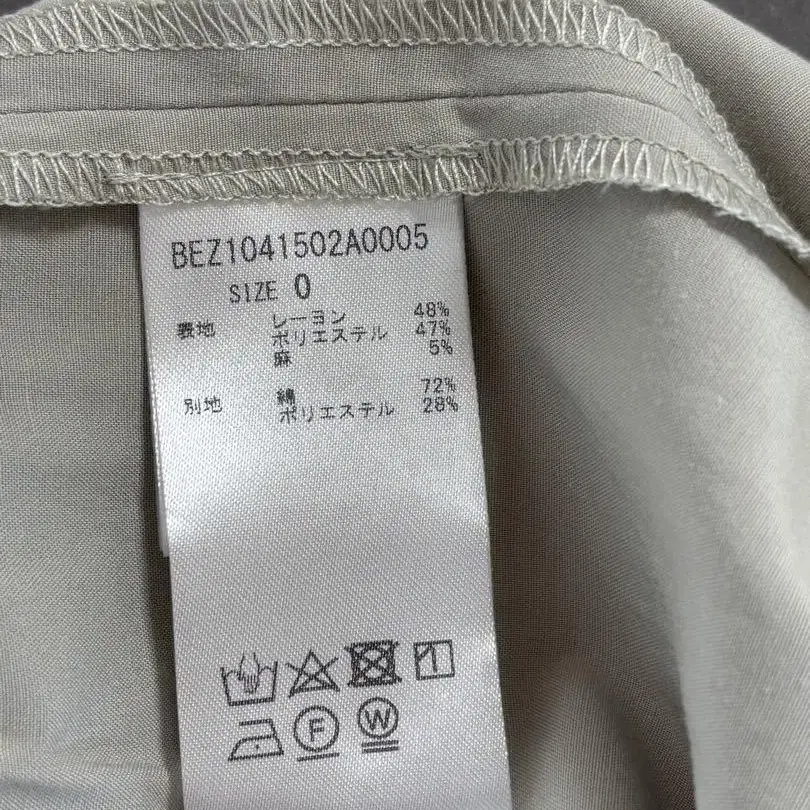 BEZ1041502A0005
SIZE 0
表地 レーヨン 48%
ポリエステル 47%
麻 5%
別地 綿 72%
ポリエステル 28%
F W